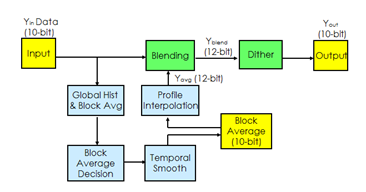 Yin Data
(10-bit)
Input
Blending
Yblend
(12-bit)
Dither
Yout
(10-bit)
Output
Yavg (12-bit)
Global Hist
& Block Avg
Profile
Interpolation
Block
Average
(10-bit)
Block
Average
Decision
Temporal
Smooth